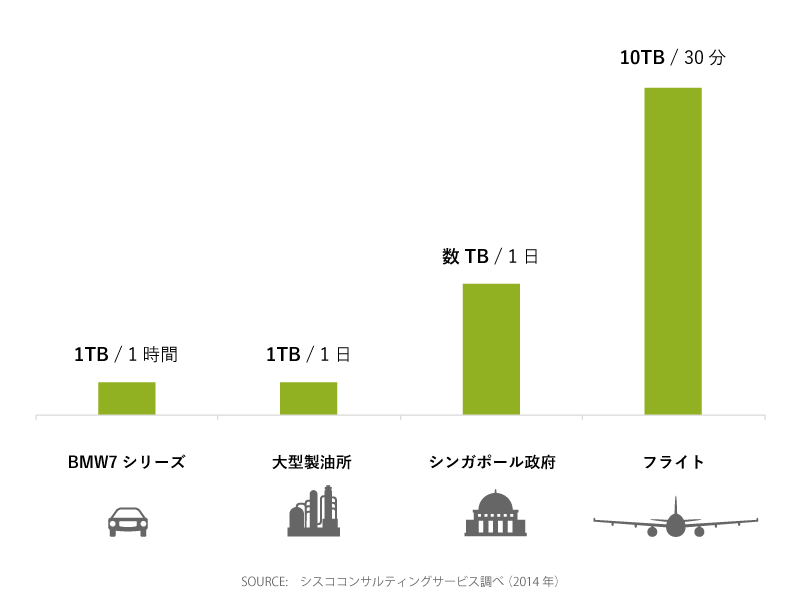 10TB / 30 分
数 TB / 1 日
1TB / 1 時間
1TB / 1 日
BMW7 シリーズ
大型製油所
シンガポール政府
フライト
SOURCE: シスココンサルティングサービス調べ（2014 年）